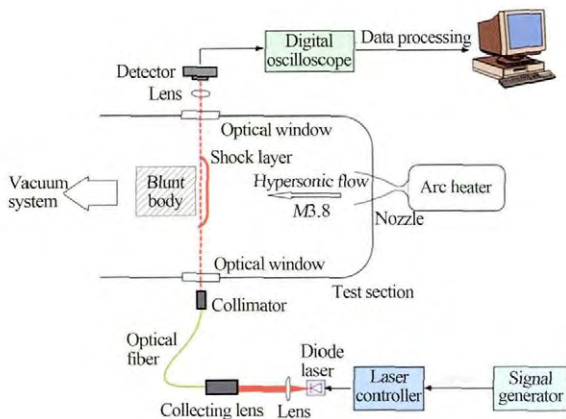 Digital
oscilloscope
Data processing
Detector
Lens
Optical window
Shock layer
Vacuum
system
Blunt
body
Hypersonic flow
M3.8
Arc heater
Nozzle
Optical window
Test section
Collimator
Optical
fiber
Diode
laser
Laser
controller
Signal
generator
Collecting lens
Lens